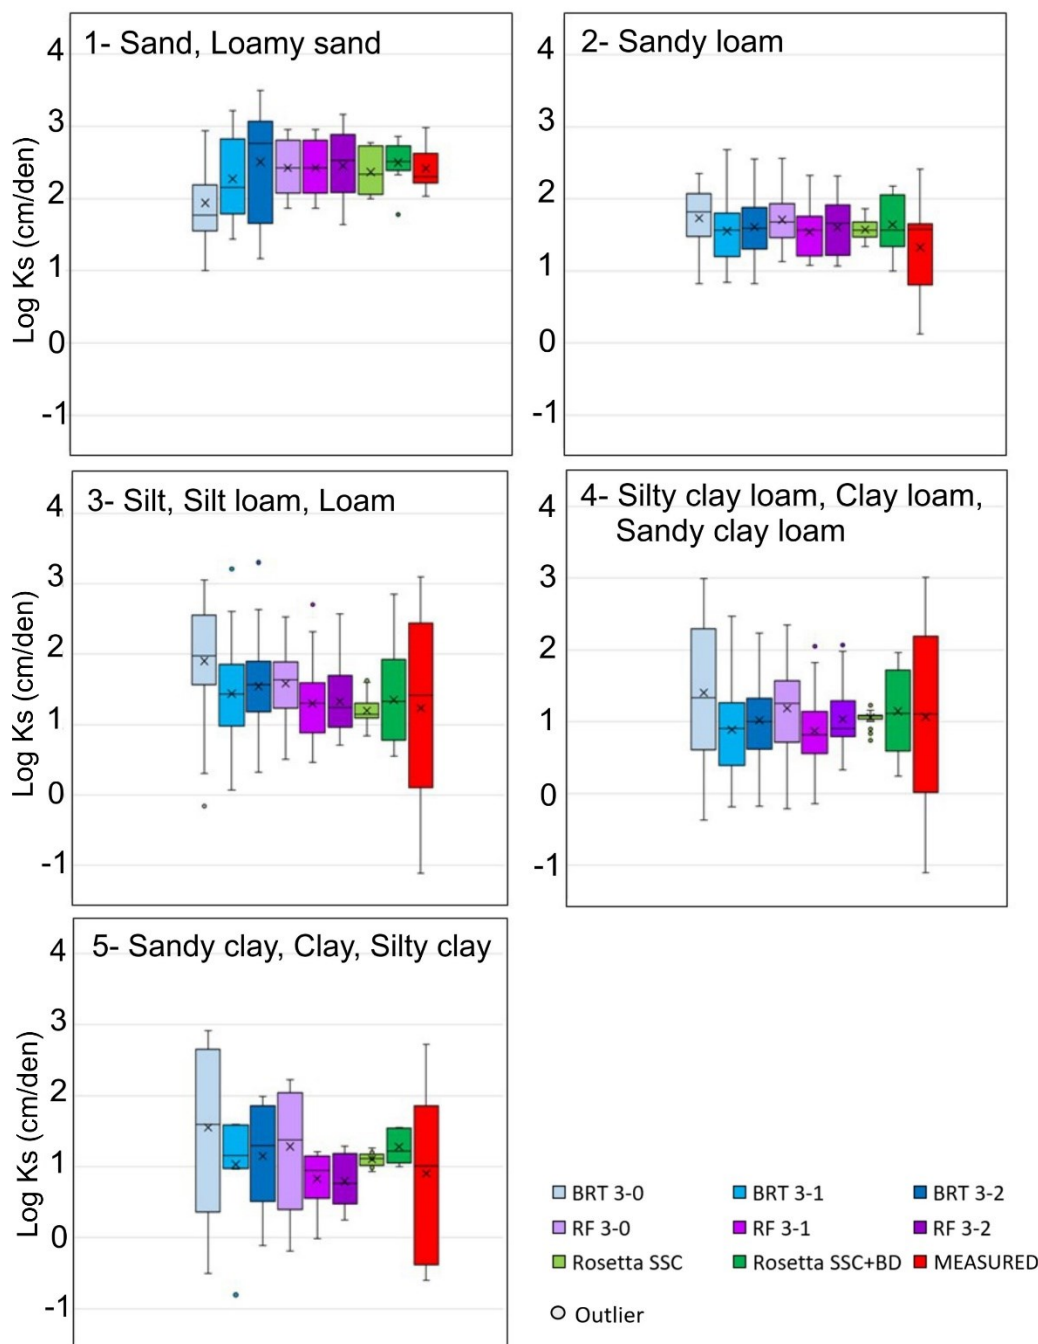 1- Sand, Loamy sand
4
3
2
1
0
-1
Log Ks (cm/den)
2- Sandy loam
4
3
2
1
0
-1
3- Silt, Silt loam, Loam
4
3
2
1
0
-1
Log Ks (cm/den)
4- Silty clay loam, Clay loam,
Sandy clay loam
4
3
2
1
0
-1
5- Sandy clay, Clay, Silty clay
4
3
2
1
0
-1
Log Ks (cm/den)
BRT 3-0 BRT 3-1 BRT 3-2
RF 3-0 RF 3-1 RF 3-2
Rosetta SSC Rosetta SSC+BD MEASURED
Outlier